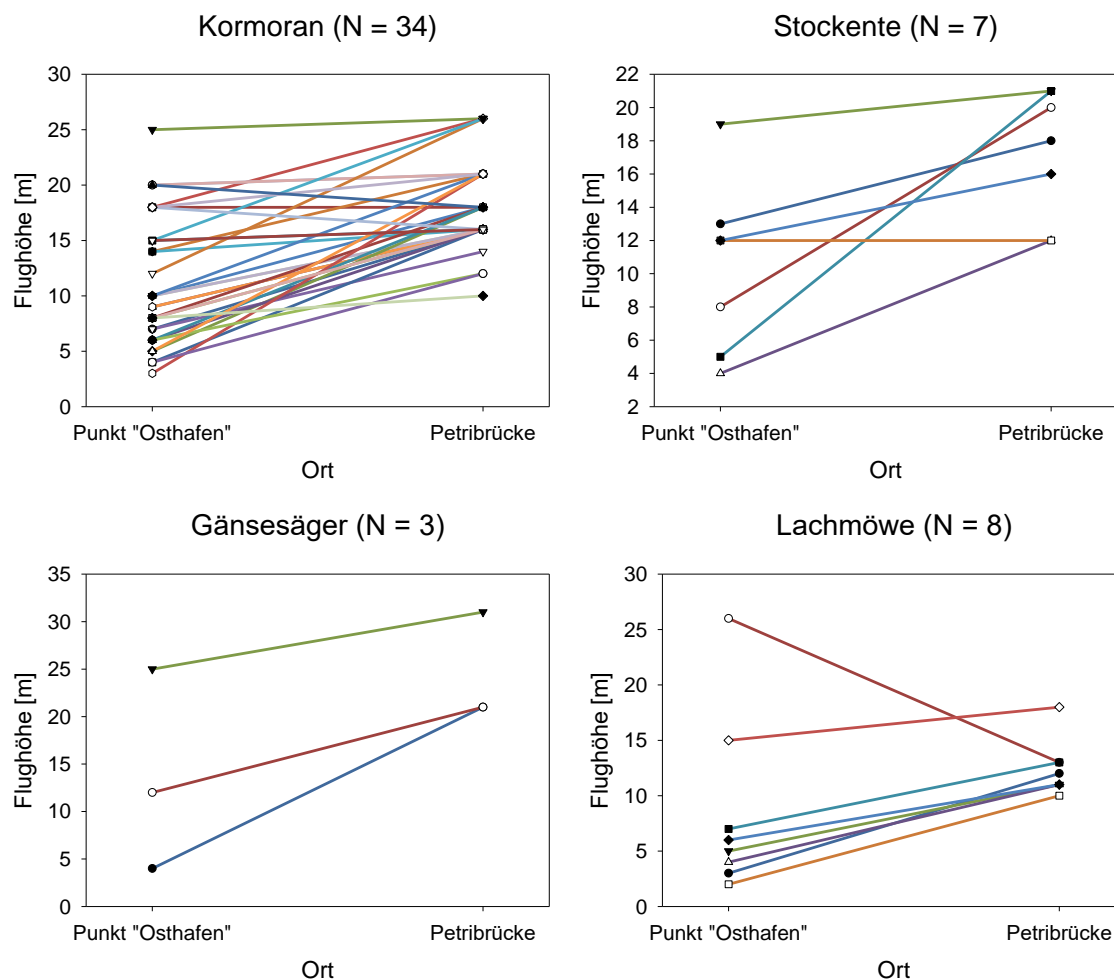 Kormoran (N = 34)
30
25
20
15
10
5
0
Flughöhe [m]
Punkt "Osthafen"
Petribrücke
Ort
Stockente (N = 7)
22
20
18
16
14
12
10
8
6
4
2
Flughöhe [m]
Punkt "Osthafen"
Petribrücke
Ort
Gänsesäger (N = 3)
35
30
25
20
15
10
5
0
Flughöhe [m]
Punkt "Osthafen"
Petribrücke
Ort
Lachmöwe (N = 8)
30
25
20
15
10
5
0
Flughöhe [m]
Punkt "Osthafen"
Petribrücke
Ort